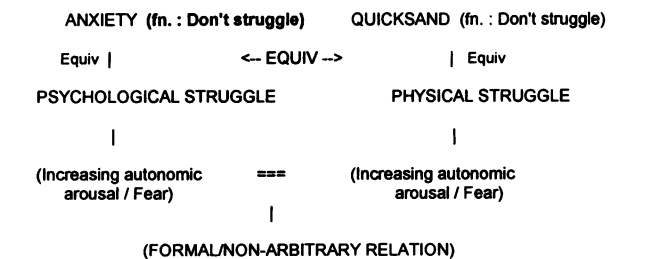 ANXIETY (fn. : Don't struggle) QUICKSAND (fn. : Don't struggle)
Equiv | <-- EQUIV --> | Equiv
PSYCHOLOGICAL STRUGGLE PHYSICAL STRUGGLE
| |
(Increasing autonomic === (Increasing autonomic
arousal / Fear) arousal / Fear)
|
(FORMAL/NON-ARBITRARY RELATION)